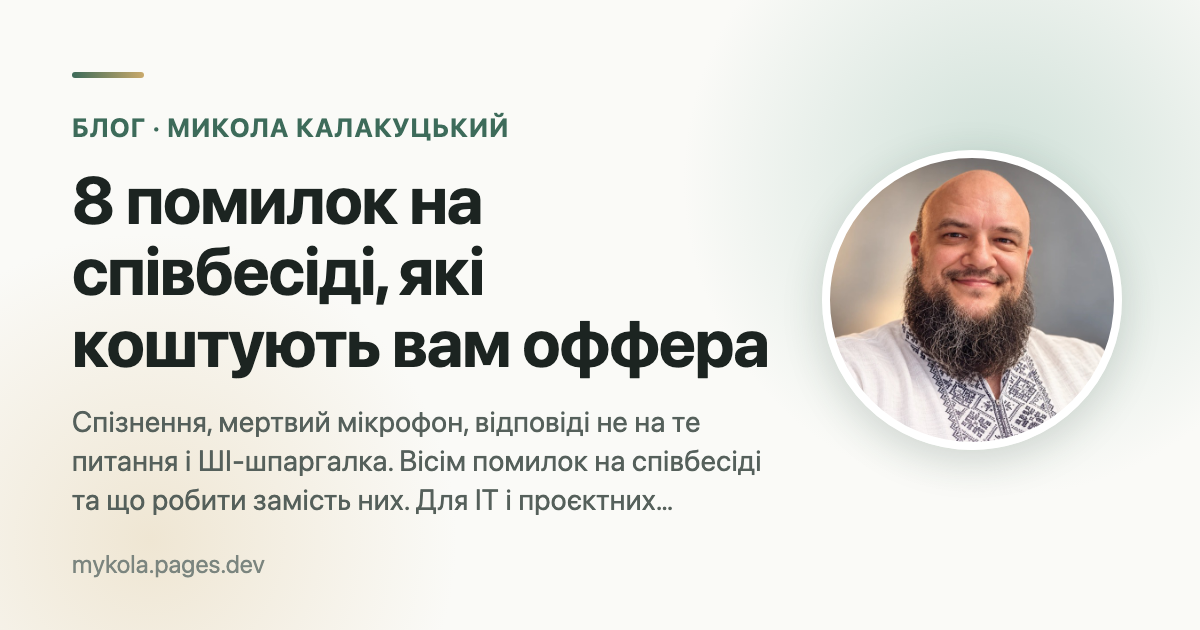 БЛОГ · МИКОЛА КАЛАКУЦЬКИЙ
8 помилок на
співбесіді, які
коштують вам оффера
Спізнення, мертвий мікрофон, відповіді не на те
питання і ШІ-шпаргалка. Вісім помилок на співбесіді
та що робити замість них. Для IT і проєктних…
mykola.pages.dev